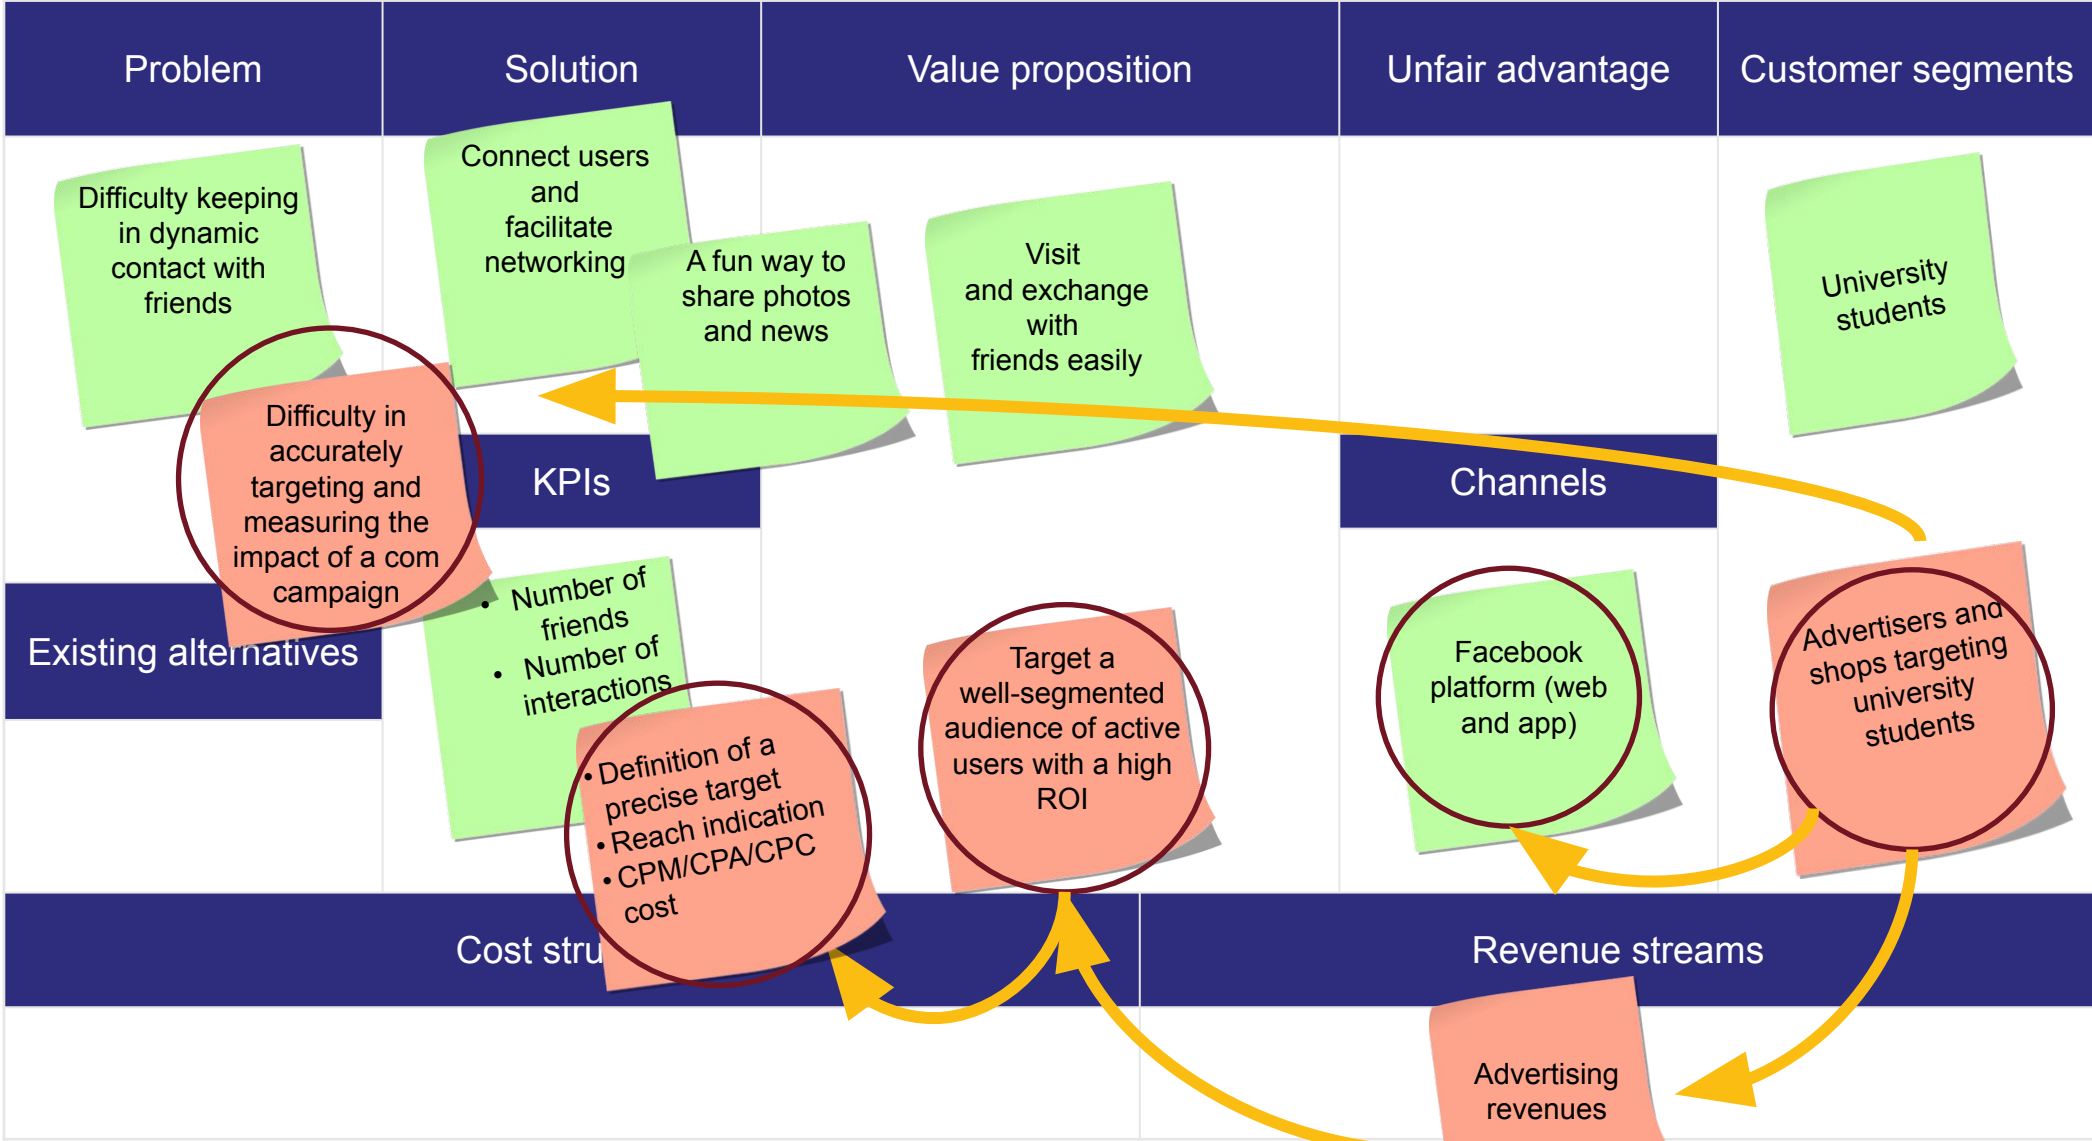 Problem
Solution
Value proposition
Unfair advantage
Customer segments
Difficulty keeping
in dynamic
contact with
friends
Connect users
and
facilitate
networking
A fun way to
share photos
and news
Visit
and exchange
with
friends easily
University
students
Difficulty in
accurately
targeting and
measuring the
impact of a com
campaign
KPIs
Channels
Existing alternatives
• Number of
friends
• Number of
interactions
• Definition of a
precise target
• Reach indication
• CPM/CPA/CPC
cost
Target a
well-segmented
audience of active
users with a high
ROI
Facebook
platform (web
and app)
Advertisers and
shops targeting
university
students
Cost stru
Revenue streams
Advertising
revenues